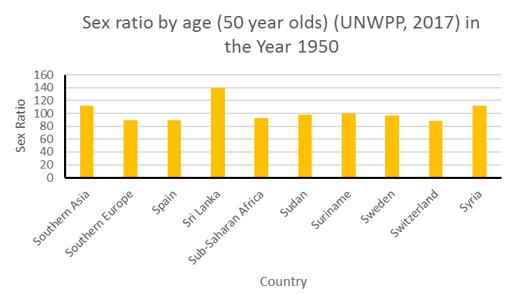 Sex ratio by age (50 year olds) (UNWPP, 2017) in
the Year 1950
160
140
120
100
80
60
40
20
0
Sex Ratio
Southern Asia
Southern Europe
Spain
Sri Lanka
Sub-Saharan Africa
Sudan
Suriname
Sweden
Switzerland
Syria
Country